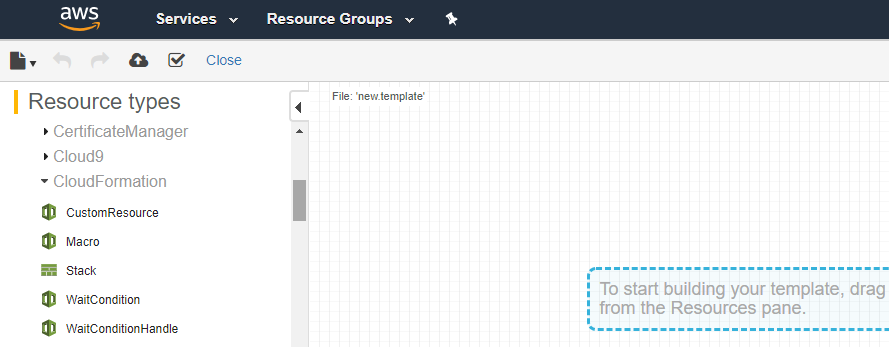 aws
Services
Resource Groups
Close
Resource types
CertificateManager
Cloud9
CloudFormation
CustomResource
Macro
Stack
WaitCondition
WaitConditionHandle
File: 'new.template'
To start building your template, drag
from the Resources pane.